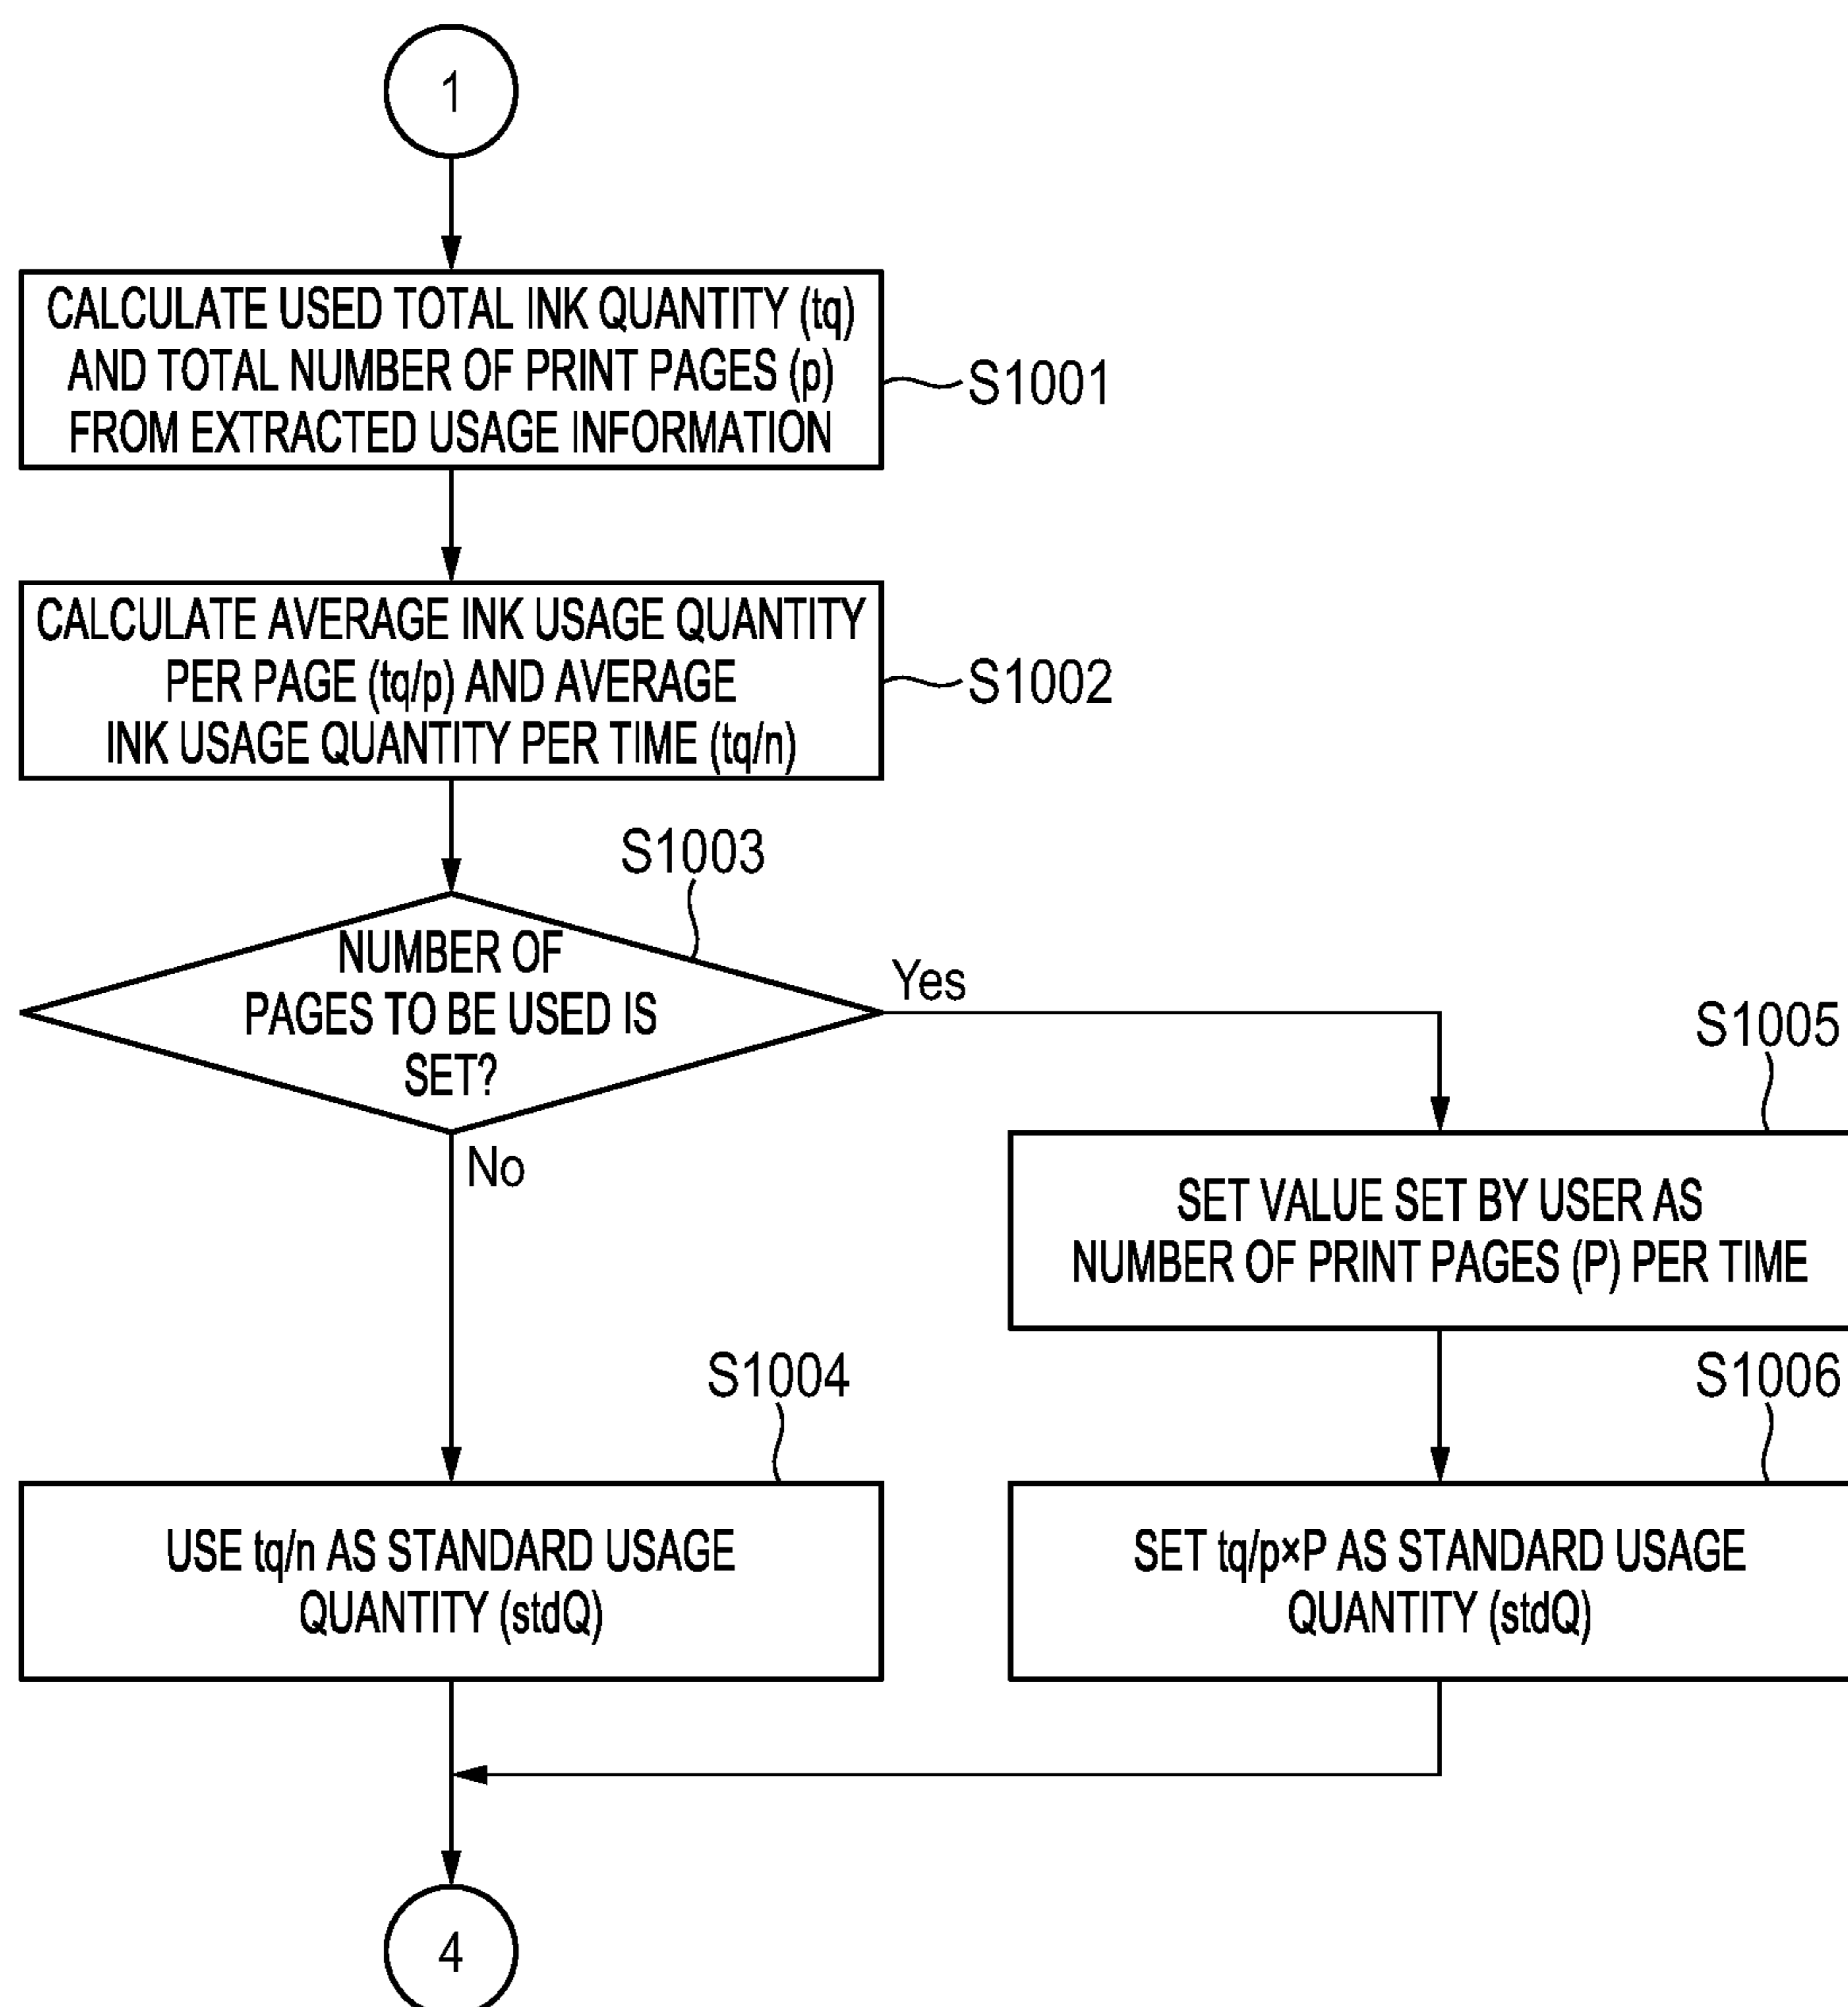 1
CALCULATE USED TOTAL INK QUANTITY (tq)
AND TOTAL NUMBER OF PRINT PAGES (p)
FROM EXTRACTED USAGE INFORMATION
S1001
CALCULATE AVERAGE INK USAGE QUANTITY
PER PAGE (tq/p) AND AVERAGE
INK USAGE QUANTITY PER TIME (tq/n)
S1002
S1003
NUMBER OF
PAGES TO BE USED IS
SET?
Yes
No
S1005
SET VALUE SET BY USER AS
NUMBER OF PRINT PAGES (P) PER TIME
S1004
USE tq/n AS STANDARD USAGE
QUANTITY (stdQ)
S1006
SET tq/p×P AS STANDARD USAGE
QUANTITY (stdQ)
4